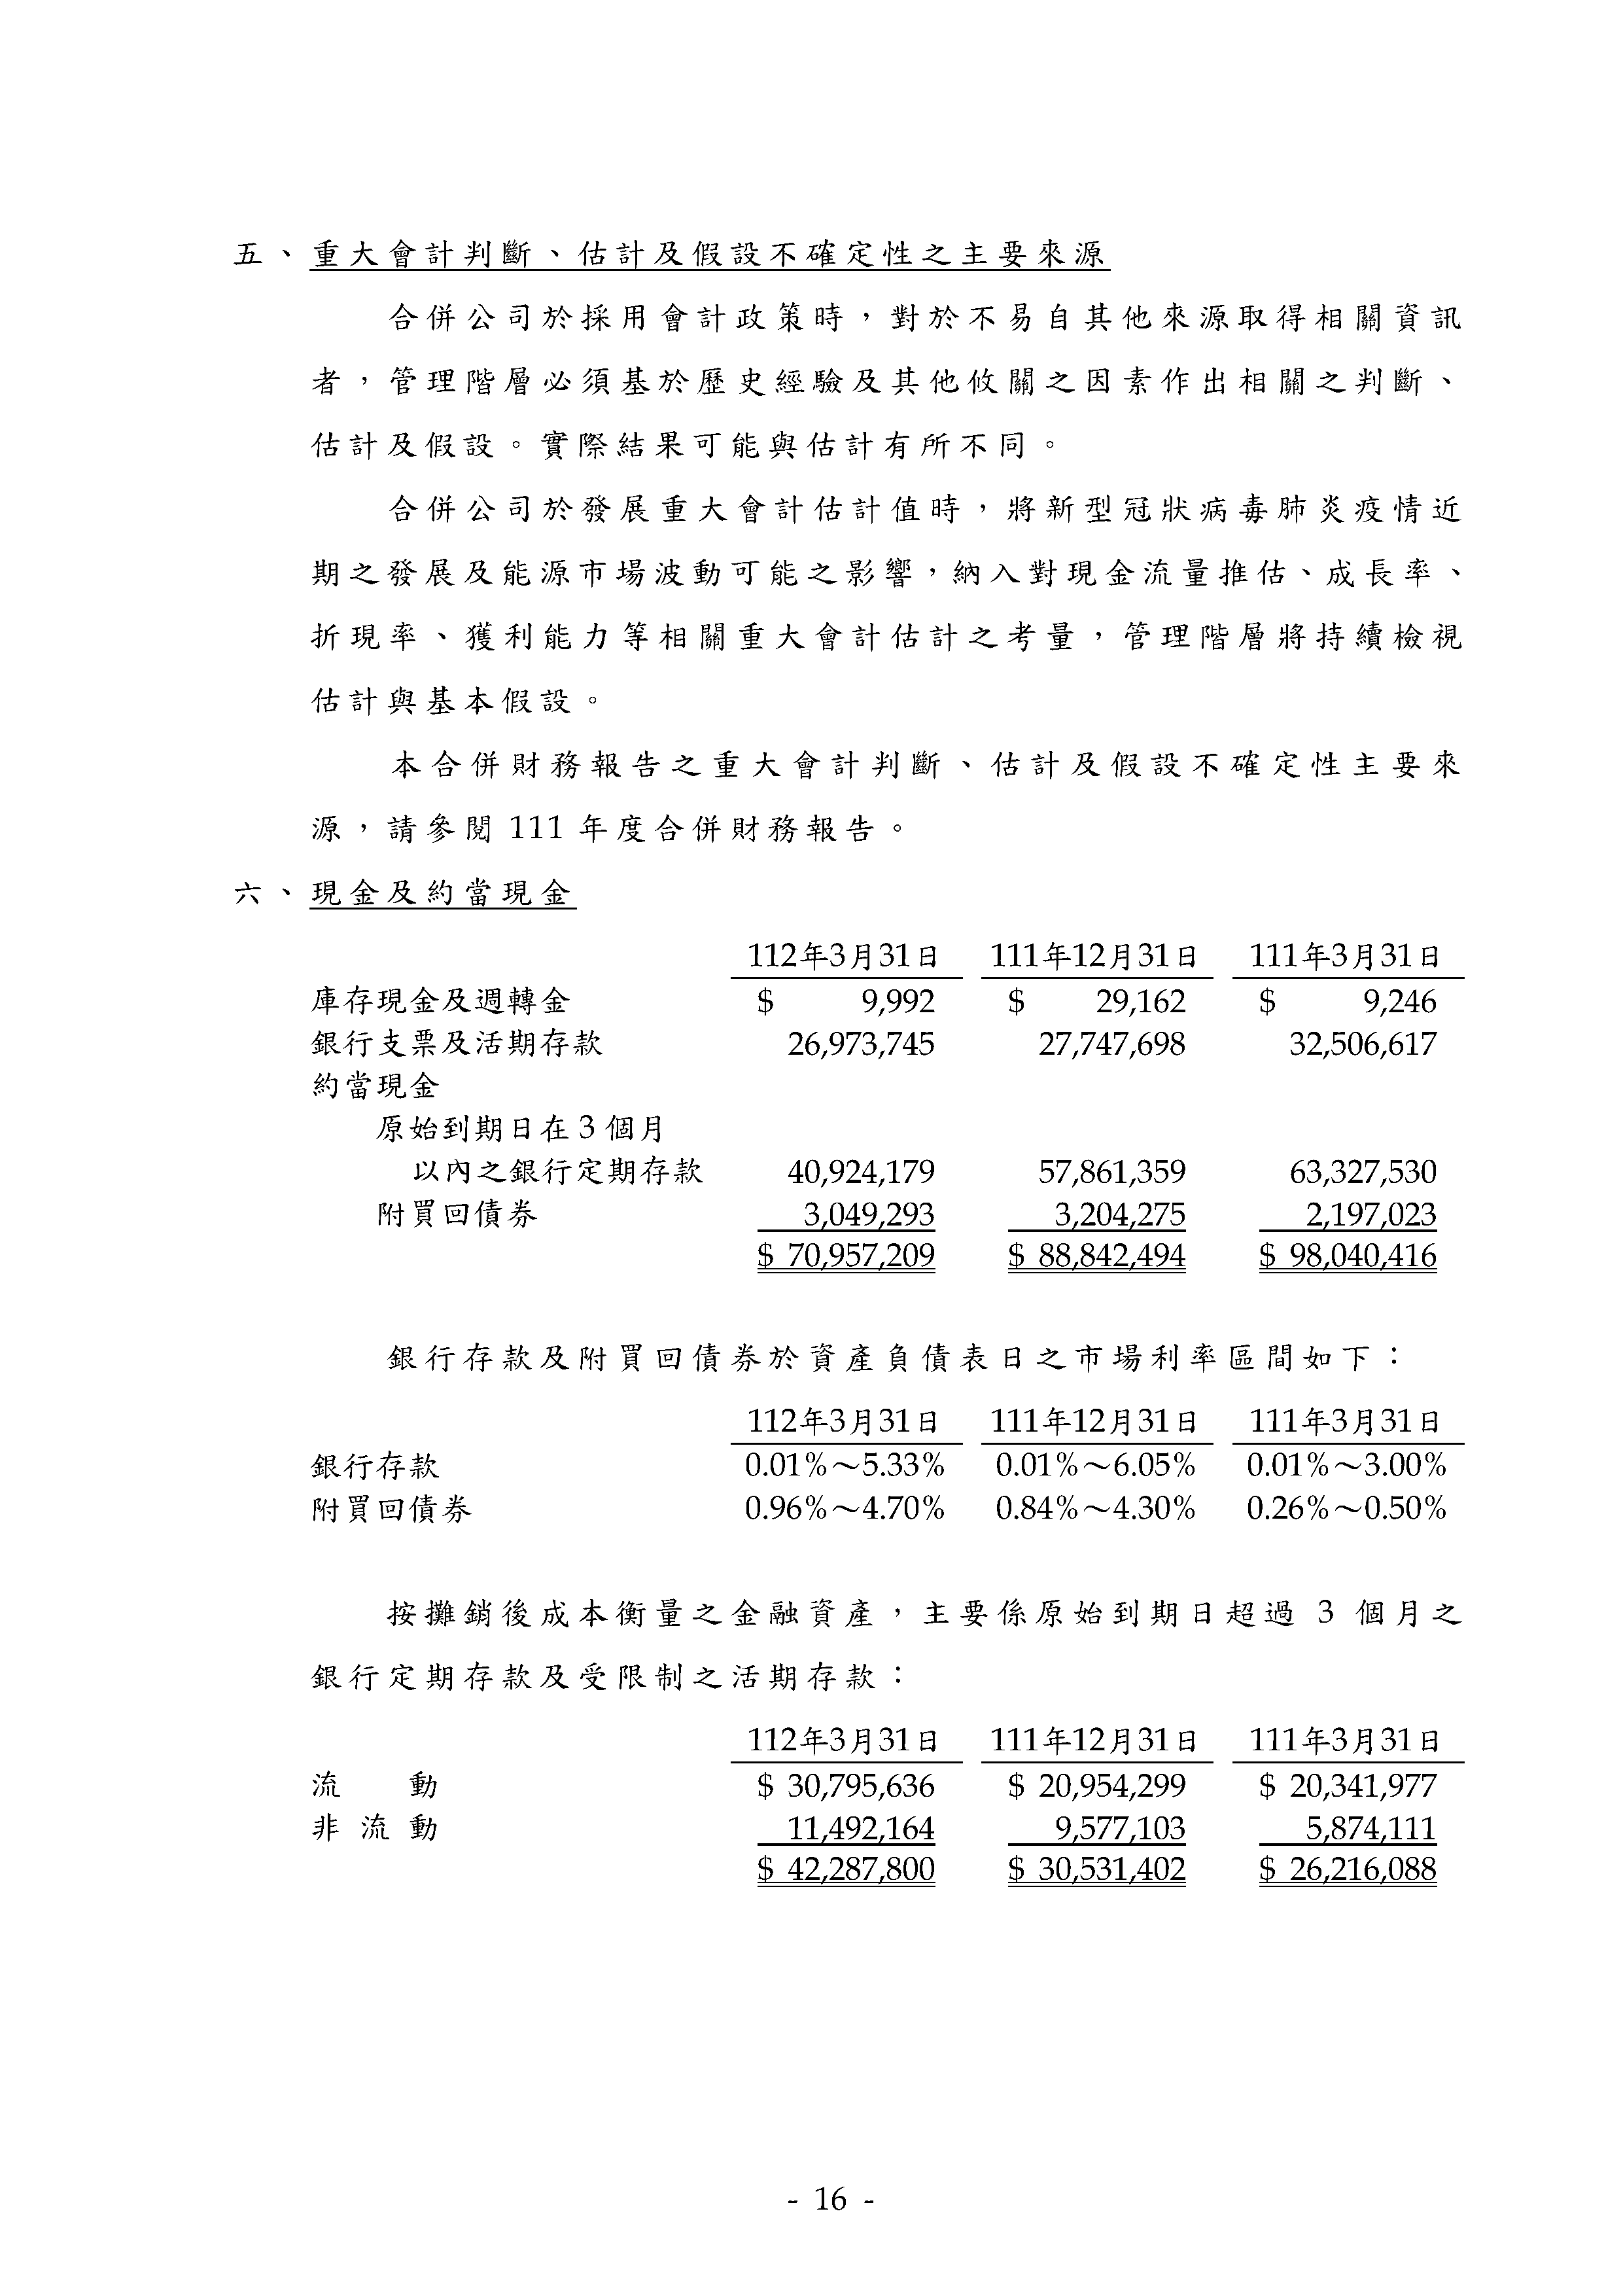 五、重大會計判斷、估計及假設不確定性之主要來源
合併公司於採用會計政策時，對於不易自其他來源取得相關資訊
者，管理階層必須基於歷史經驗及其他攸關之因素作出相關之判斷、
估計及假設。實際結果可能與估計有所不同。
合併公司於發展重大會計估計值時，將新型冠狀病毒肺炎疫情近
期之發展及能源市場波動可能之影響，納入對現金流量推估、成長率、
折現率、獲利能力等相關重大會計估計之考量，管理階層將持續檢視
估計與基本假設。
本合併財務報告之重大會計判斷、估計及假設不確定性主要來
源，請參閱 111 年度合併財務報告。
六、現金及約當現金
112年3月31日 111年12月31日 111年3月31日
庫存現金及週轉金 $ 9,992 $ 29,162 $ 9,246
銀行支票及活期存款 26,973,745 27,747,698 32,506,617
約當現金
原始到期日在 3 個月
以內之銀行定期存款 40,924,179 57,861,359 63,327,530
附買回債券 3,049,293 3,204,275 2,197,023
$ 70,957,209 $ 88,842,494 $ 98,040,416
銀行存款及附買回債券於資產負債表日之市場利率區間如下：
112年3月31日 111年12月31日 111年3月31日
銀行存款 0.01%～5.33% 0.01%～6.05% 0.01%～3.00%
附買回債券 0.96%～4.70% 0.84%～4.30% 0.26%～0.50%
按攤銷後成本衡量之金融資產，主要係原始到期日超過 3 個月之
銀行定期存款及受限制之活期存款：
112年3月31日 111年12月31日 111年3月31日
流 動 $ 30,795,636 $ 20,954,299 $ 20,341,977
非 流 動 11,492,164 9,577,103 5,874,111
$ 42,287,800 $ 30,531,402 $ 26,216,088
- 16 -